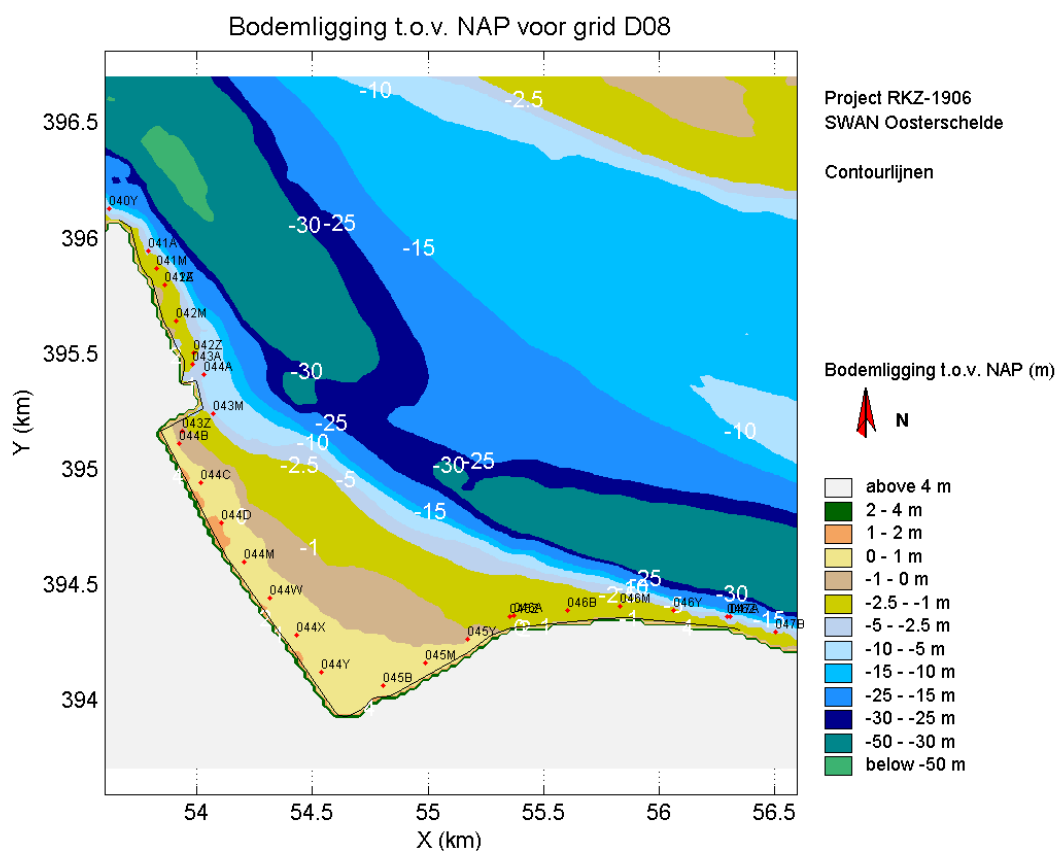 Bodemligging t.o.v. NAP voor grid D08
Project RKZ-1906
SWAN Oosterschelde
Contourlijnen
Bodemligging t.o.v. NAP (m)
N
above 4 m
2 - 4 m
1 - 2 m
0 - 1 m
-1 - 0 m
-2.5 - -1 m
-5 - -2.5 m
-10 - -5 m
-15 - -10 m
-25 - -15 m
-30 - -25 m
-50 - -30 m
below -50 m
Y (km)
396.5
396
395.5
395
394.5
394
54
54.5
55
55.5
56
56.5
X (km)
-10
-2.5
-30
-25
-15
-30
-25
-10
-2.5
-5
-30
-25
-15
-10
-1
-25
-30
-15
040Y
041A
041M
042M
042Z
043A
044A
043M
043Z
044B
044C
044D
044M
044W
044X
044Y
045B
045M
045Y
046A
046B
046M
046Y
047B